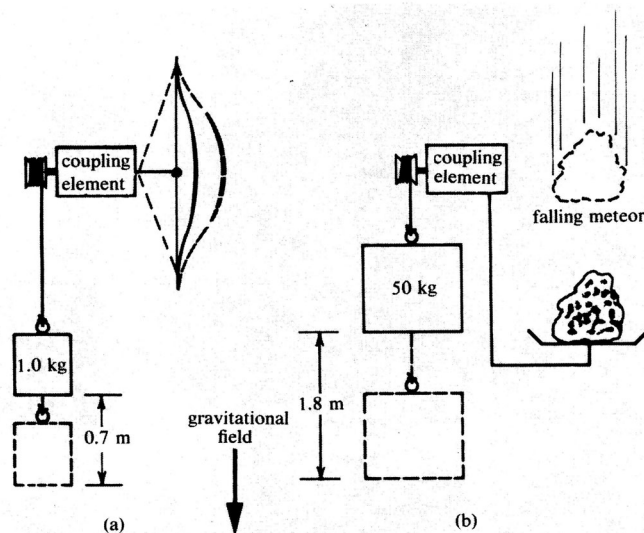 coupling
element
1.0 kg
0.7 m
(a)
gravitational
field
coupling
element
50 kg
1.8 m
falling meteor
(b)